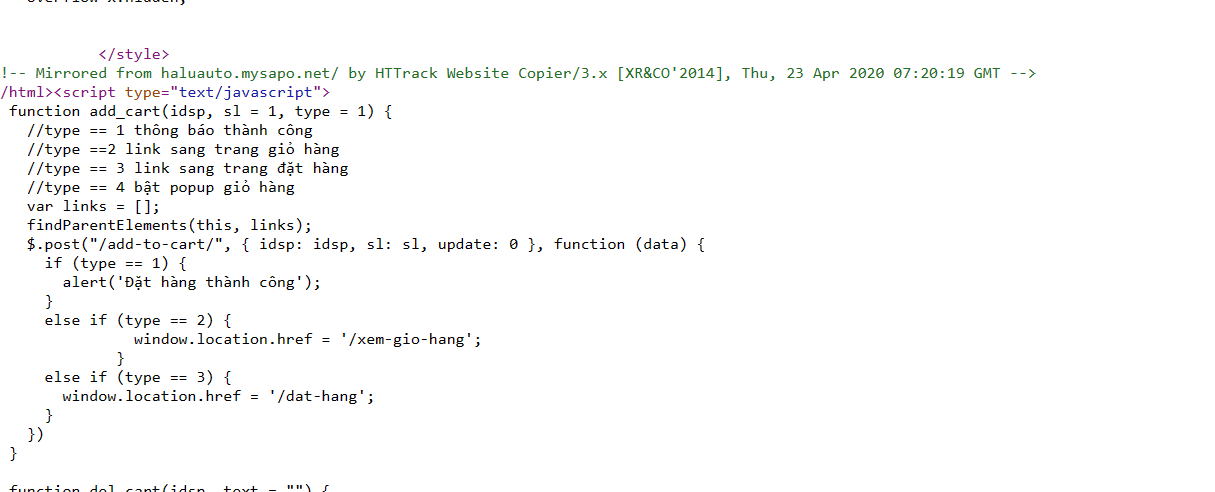 </style>
!-- Mirrored from haluauto.mysapo.net/ by HTTrack Website Copier/3.x [XR&CO'2014], Thu, 23 Apr 2020 07:20:19 GMT -->
/html><script type="text/javascript">
function add_cart(idsp, sl = 1, type = 1) {
//type == 1 thông báo thành công
//type ==2 link sang trang giỏ hàng
//type == 3 link sang trang đặt hàng
//type == 4 bật popup giỏ hàng
var links = [];
findParentElements(this, links);
$.post("/add-to-cart/", { idsp: idsp, sl: sl, update: 0 }, function (data) {
if (type == 1) {
alert('Đặt hàng thành công');
}
else if (type == 2) {
window.location.href = '/xem-gio-hang';
}
else if (type == 3) {
window.location.href = '/dat-hang';
}
})
}
function del_cart(idsp, text = "") {